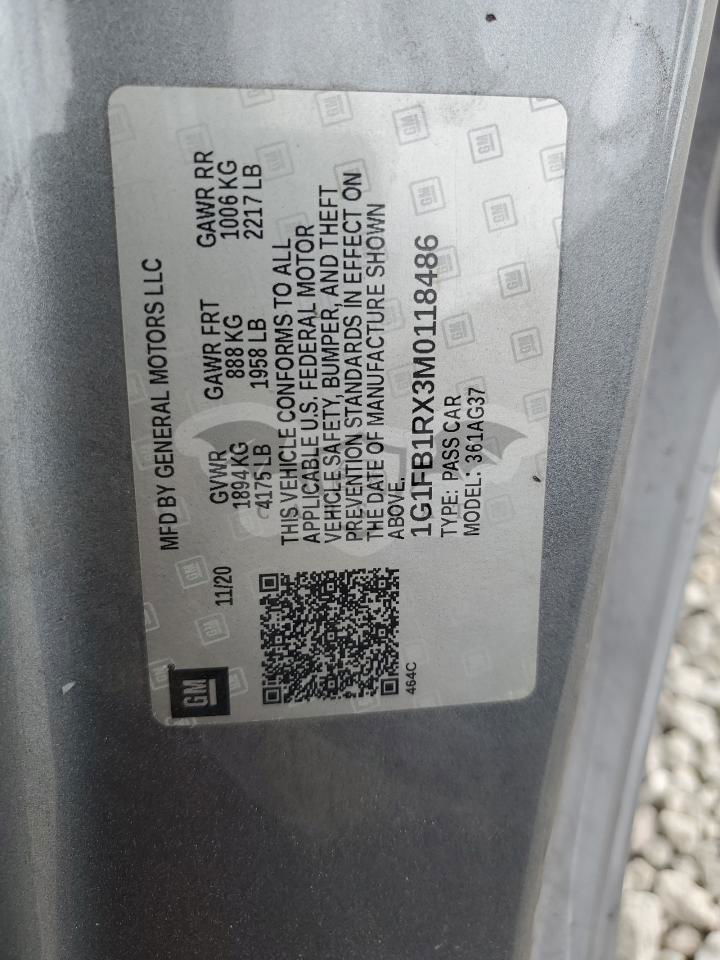 GM
MFD BY GENERAL MOTORS LLC
11/20
GVWR GAWR FRT GAWR RR
1894 KG 888 KG 1006 KG
4175 LB 1958 LB 2217 LB
THIS VEHICLE CONFORMS TO ALL
APPLICABLE U.S. FEDERAL MOTOR
VEHICLE SAFETY, BUMPER, AND THEFT
PREVENTION STANDARDS IN EFFECT ON
THE DATE OF MANUFACTURE SHOWN
ABOVE.
1G1FB1RX3M0118486
TYPE: PASS CAR
MODEL: 361AG37
464C